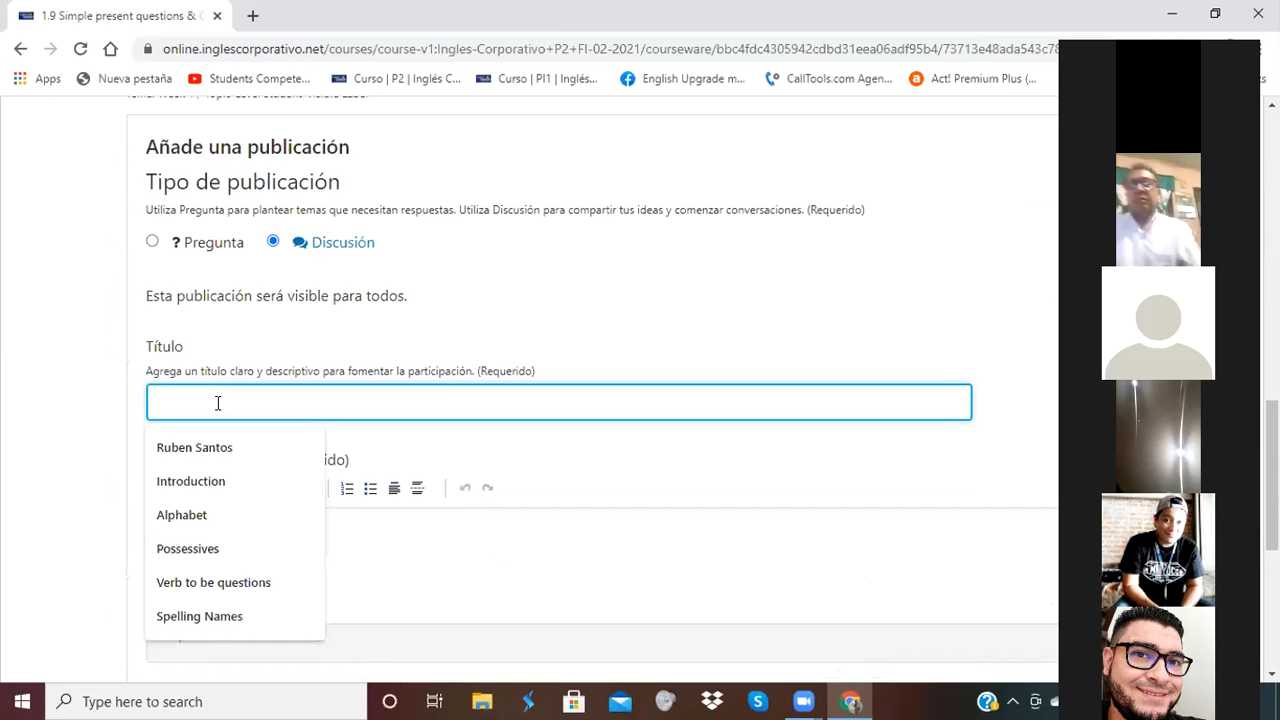 1.9 Simple present questions & C
online.inglescorporativo.net/courses/course-v1:Ingles-Corporativo+P2+FI-02-2021/courseware/bbc4fdc4305942cdbd31eea06adf95b4/73713e48ada543c78
Apps
Nueva pestaña
Students Compete...
Curso | P2 | Inglés C...
Curso | PI1 | Inglés...
English Upgrade m...
CallTools.com Agen...
Act! Premium Plus (...
Añade una publicación
Tipo de publicación
Utiliza Pregunta para plantear temas que necesitan respuestas. Utiliza Discusión para compartir tus ideas y comenzar conversaciones. (Requerido)
? Pregunta
Discusión
Esta publicación será visible para todos.
Título
Agrega un título claro y descriptivo para fomentar la participación. (Requerido)
Ruben Santos
ido)
Introduction
Alphabet
Possessives
Verb to be questions
Spelling Names
Type here to search